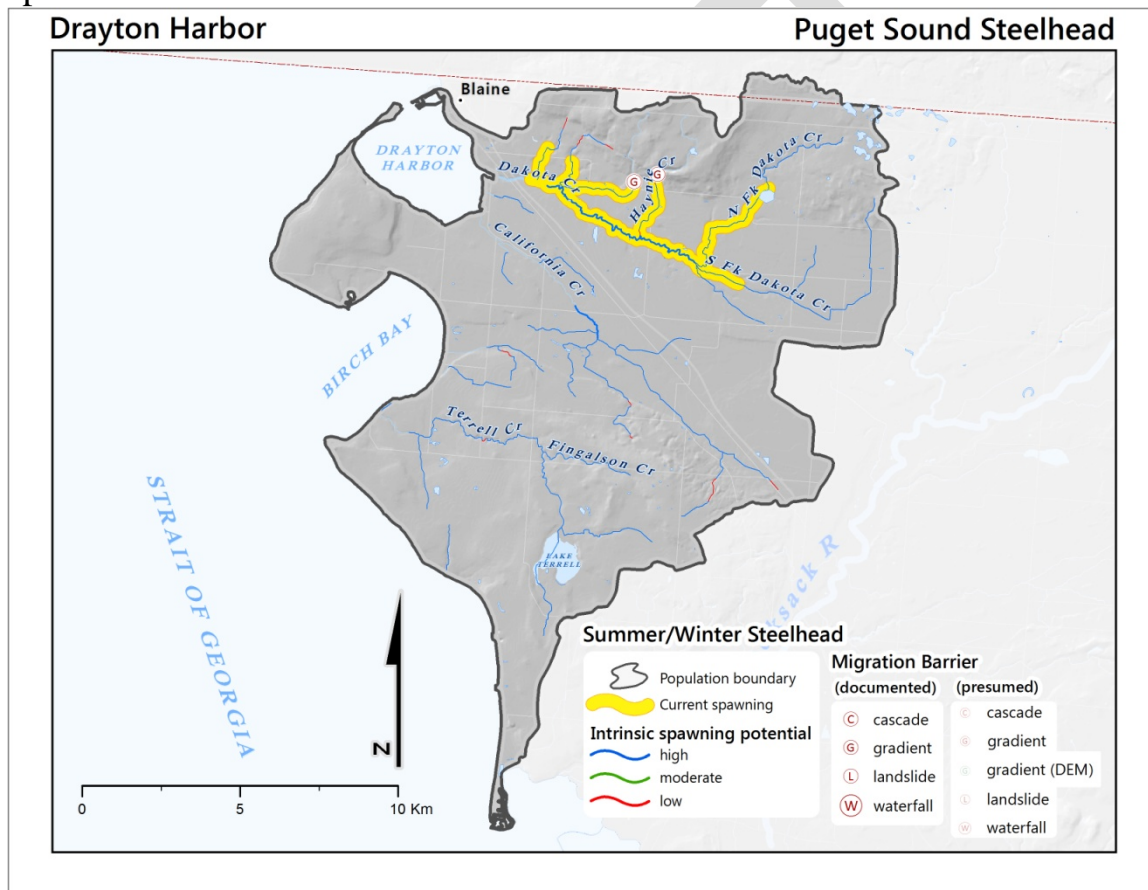 Drayton Harbor
Puget Sound Steelhead
Blaine
DRAYTON
HARBOR
Dakota Cr
Haynie Cr
N Fk Dakota Cr
S Fk Dakota Cr
California Cr
BIRCH BAY
Terrell Cr
Fingalson Cr
LAKE
TERRELL
STRAIT OF GEORGIA
ksack R
N
0 5 10 Km
Summer/Winter Steelhead
Population boundary
Current spawning
Intrinsic spawning potential
high
moderate
low
Migration Barrier
(documented)
C cascade
G gradient
L landslide
W waterfall
(presumed)
C cascade
G gradient
G gradient (DEM)
L landslide
W waterfall
G
G